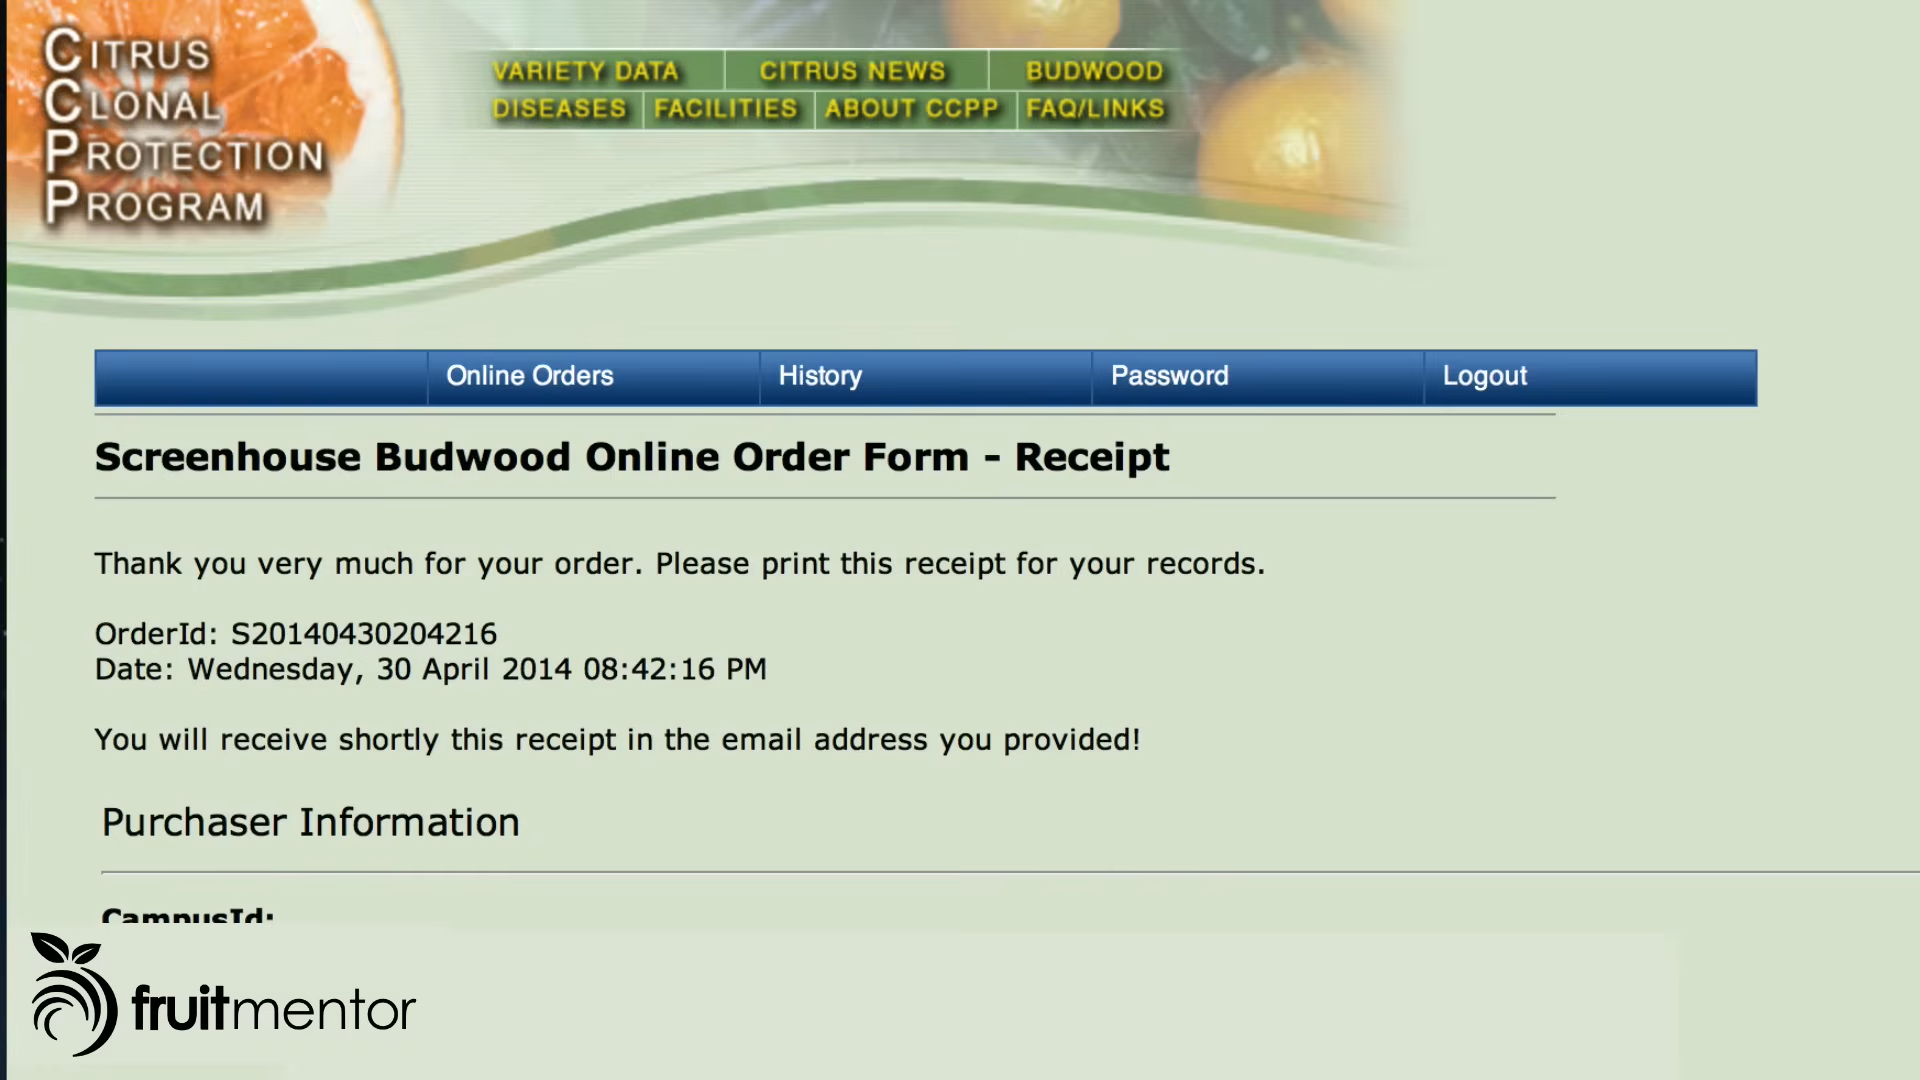 CITRUS
CLONAL
PROTECTION
PROGRAM
VARIETY DATA CITRUS NEWS BUDWOOD
DISEASES FACILITIES ABOUT CCPP FAQ/LINKS
Online Orders History Password Logout
Screenhouse Budwood Online Order Form - Receipt
Thank you very much for your order. Please print this receipt for your records.
OrderId: S20140430204216
Date: Wednesday, 30 April 2014 08:42:16 PM
You will receive shortly this receipt in the email address you provided!
Purchaser Information
CampusId:
fruitmentor